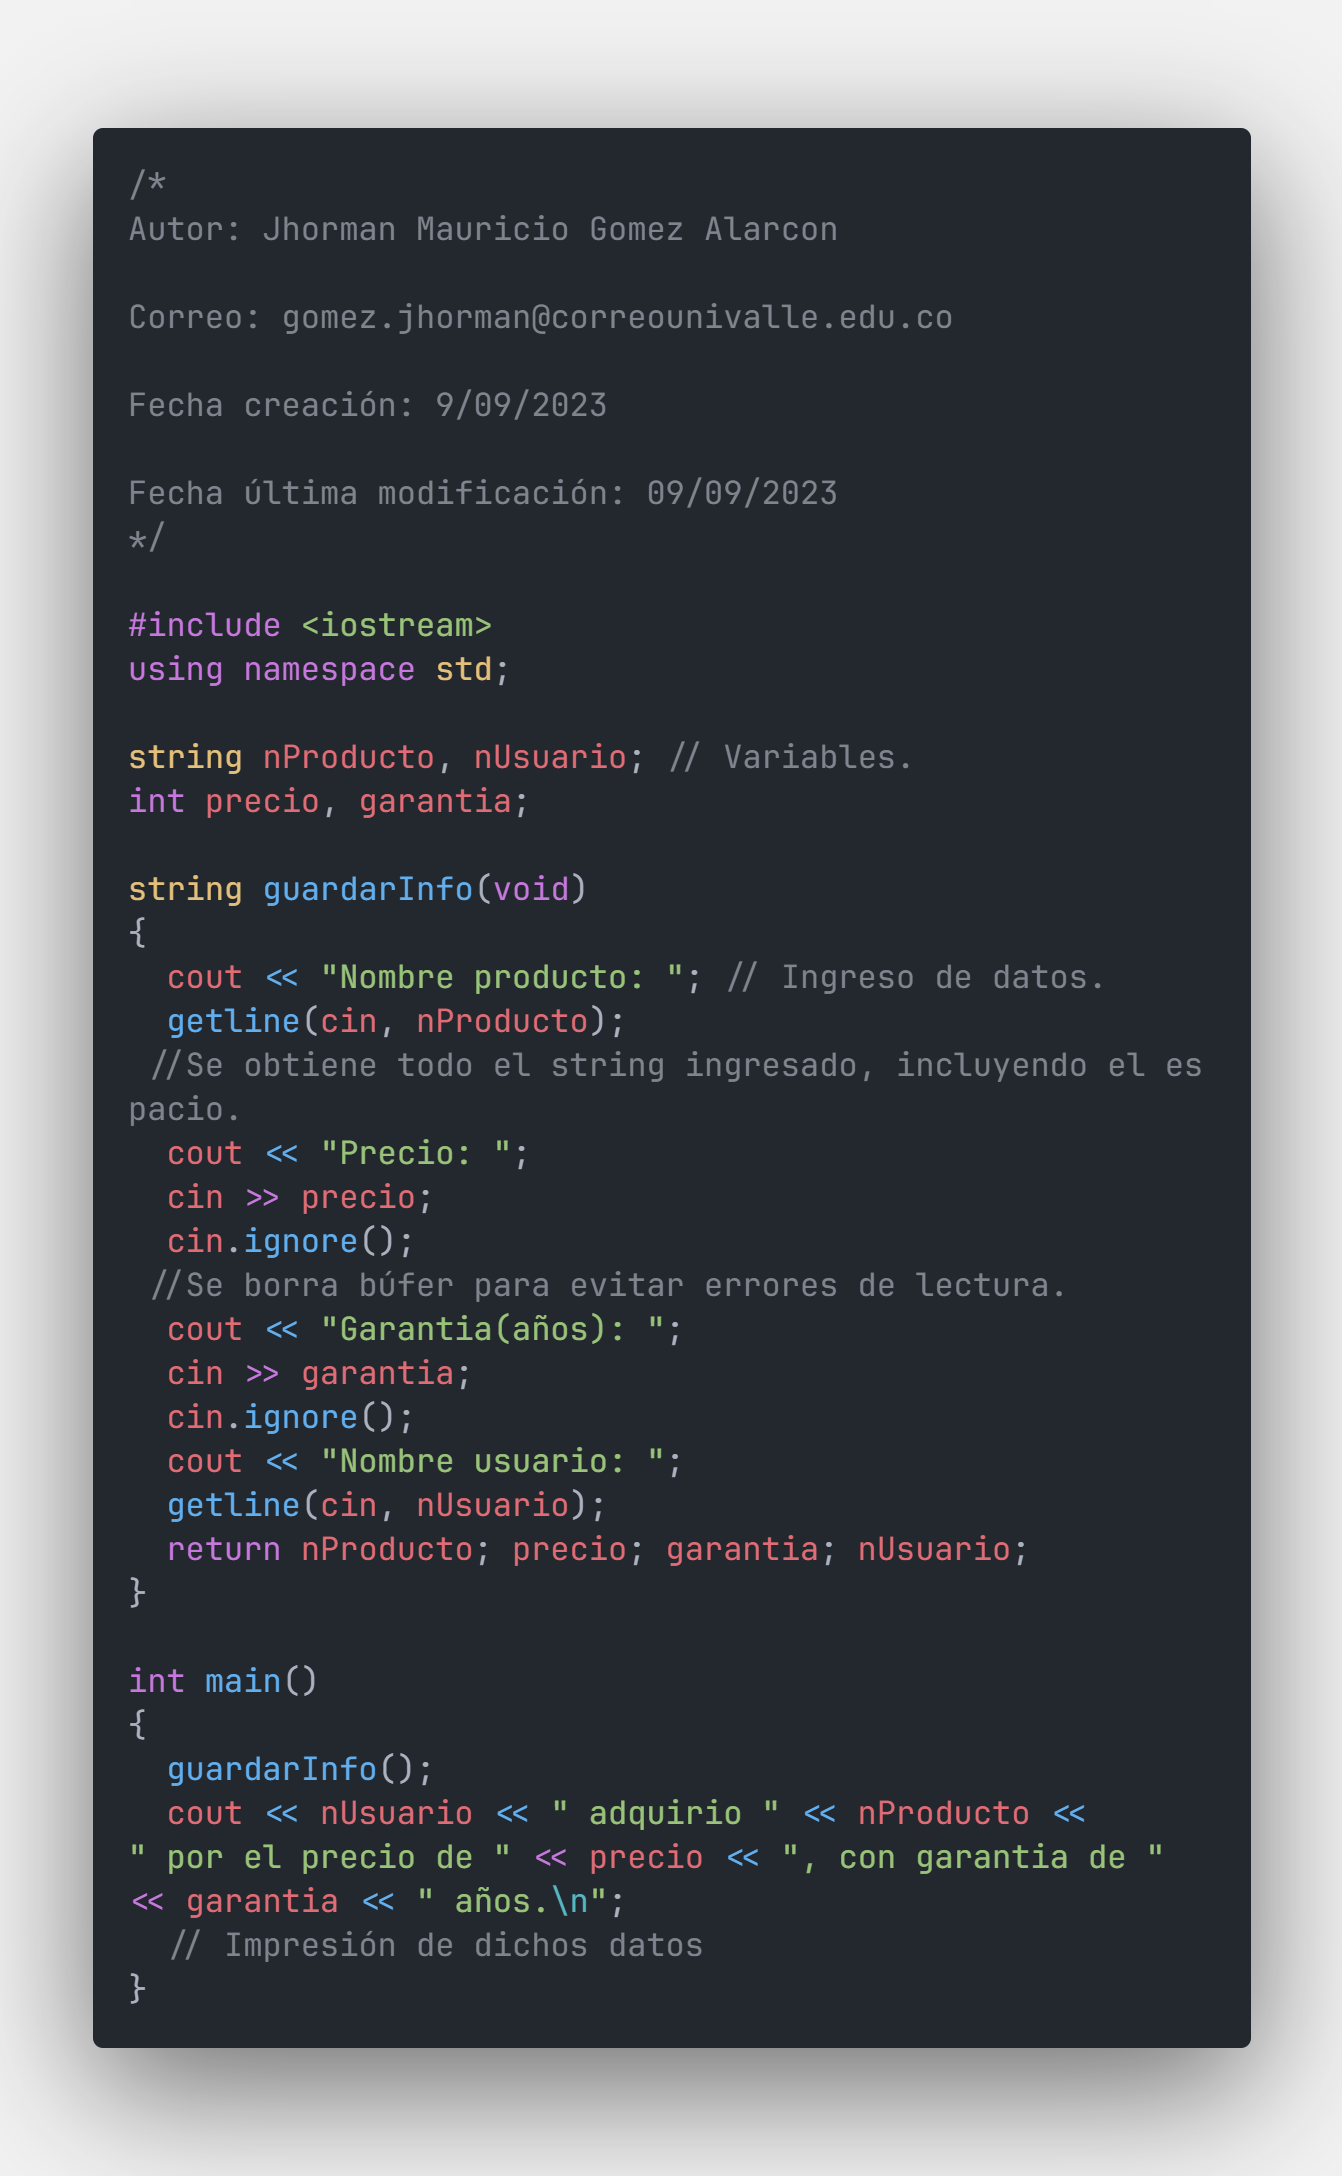 /*
Autor: Jhorman Mauricio Gomez Alarcon
Correo: gomez.jhorman@correounivalle.edu.co
Fecha creación: 9/09/2023
Fecha última modificación: 09/09/2023
*/
#include <iostream>
using namespace std;
string nProducto, nUsuario; // Variables.
int precio, garantia;
string guardarInfo(void)
{
  cout << "Nombre producto: "; // Ingreso de datos.
  getline(cin, nProducto);
 //Se obtiene todo el string ingresado, incluyendo el es
pacio.
  cout << "Precio: ";
  cin >> precio;
  cin.ignore();
 //Se borra búfer para evitar errores de lectura.
  cout << "Garantia(años): ";
  cin >> garantia;
  cin.ignore();
  cout << "Nombre usuario: ";
  getline(cin, nUsuario);
  return nProducto; precio; garantia; nUsuario;
}
int main()
{
  guardarInfo();
  cout << nUsuario << " adquirio " << nProducto <<
" por el precio de " << precio << ", con garantia de "
<< garantia << " años.\n";
  // Impresión de dichos datos
}